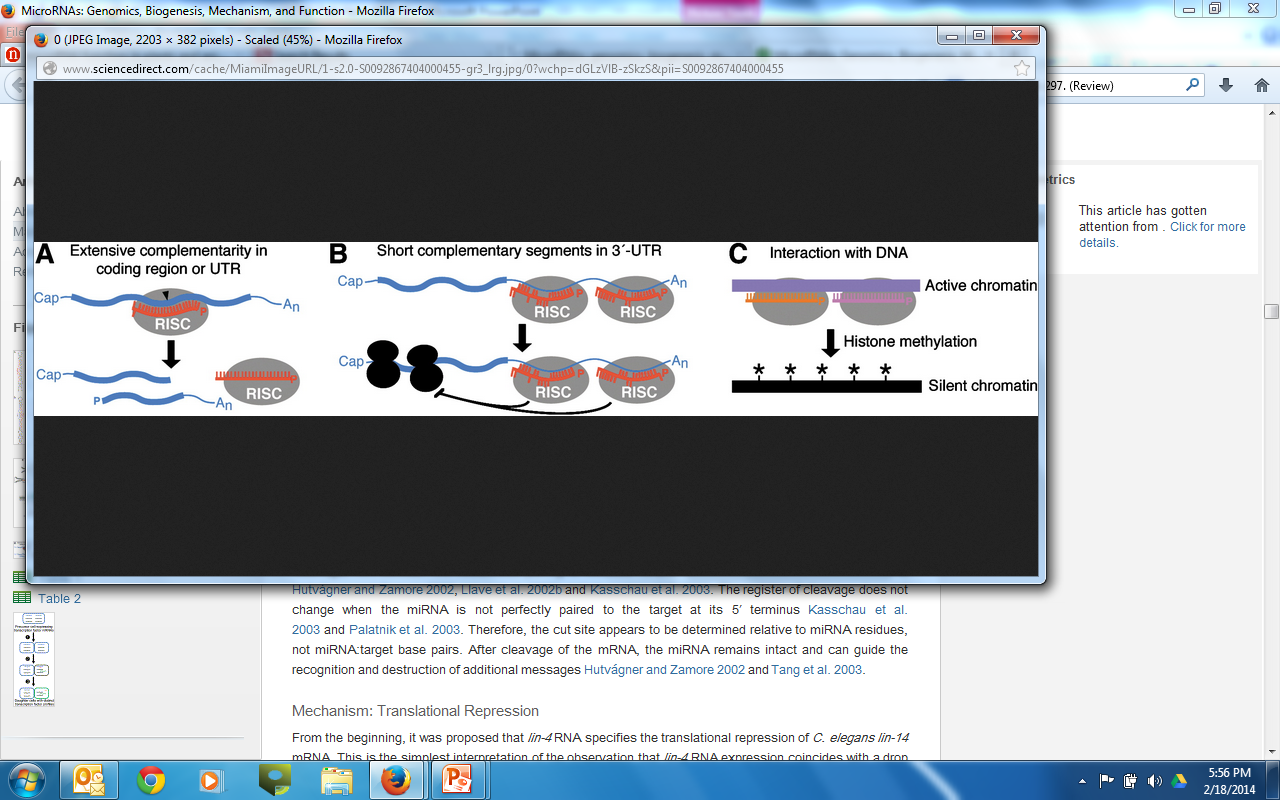 MicroRNAs: Genomics, Biogenesis, Mechanism, and Function - Mozilla Firefox
0 (JPEG Image, 2203 × 382 pixels) - Scaled (45%) - Mozilla Firefox
www.sciencedirect.com/cache/MiamiImageURL/1-s2.0-S0092867404000455-gr3_lrg.jpg/0?wchp=dGLzVlB-zSkzS&pii=S0092867404000455
297. (Review)
trics
This article has gotten
attention from . Click for more
details.
A Extensive complementarity in
coding region or UTR
Cap
An
RISC
Cap
P
An
P
RISC
B Short complementary segments in 3´-UTR
Cap
An
RISC
RISC
Cap
An
RISC
RISC
C Interaction with DNA
Active chromatin
Histone methylation
* * * * *
Silent chromatin
Table 2
Hutvágner and Zamore 2002, Llave et al. 2002b and Kasschau et al. 2003. The register of cleavage does not
change when the miRNA is not perfectly paired to the target at its 5′ terminus Kasschau et al.
2003 and Palatnik et al. 2003. Therefore, the cut site appears to be determined relative to miRNA residues,
not miRNA:target base pairs. After cleavage of the mRNA, the miRNA remains intact and can guide the
recognition and destruction of additional messages Hutvágner and Zamore 2002 and Tang et al. 2003.
Mechanism: Translational Repression
From the beginning, it was proposed that lin-4 RNA specifies the translational repression of C. elegans lin-14
mRNA. This is the simplest interpretation of the observation that lin-4 RNA expression coincides with a drop
5:56 PM
2/18/2014